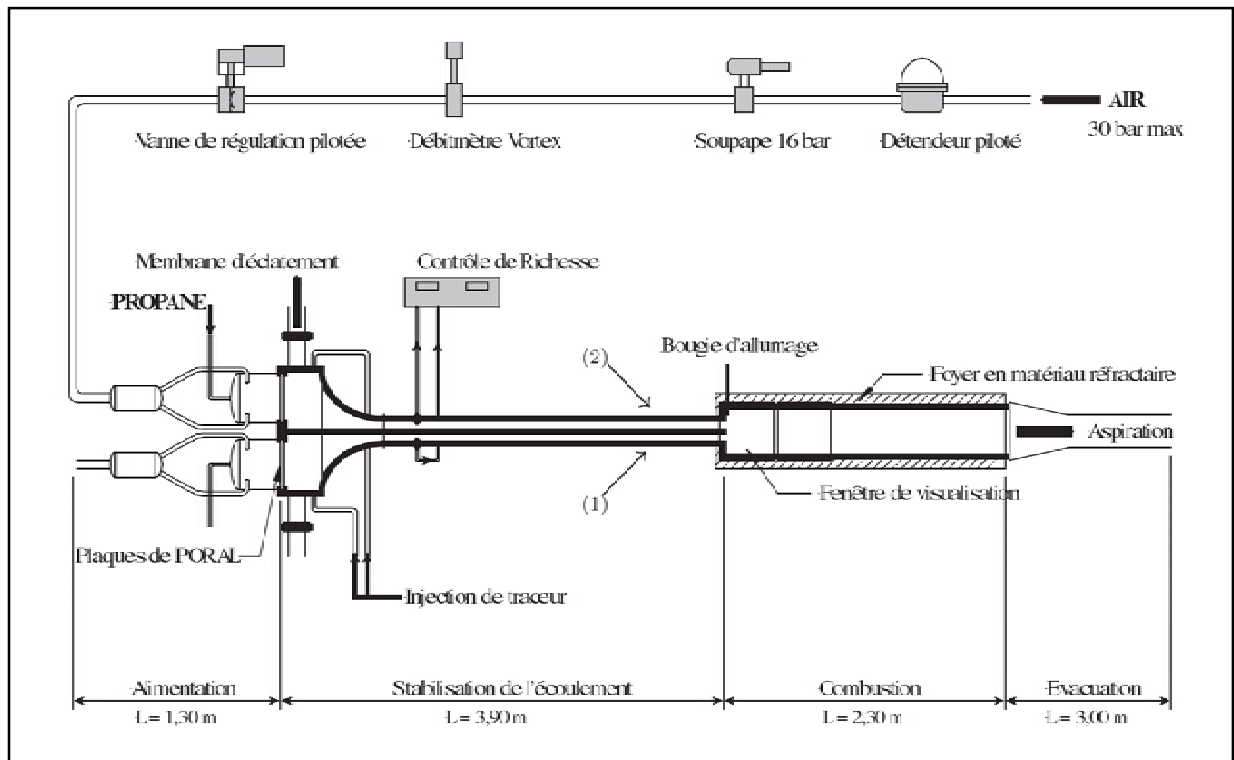 Vanne de régulation pilotée
Débitmètre Vortex
Soupape 16 bar
Détendeur piloté
AIR
30 bar max
Membrane d'éclatement
Contrôle de Richesse
PROPANE
Bougie d'allumage
(2)
Foyer en matériau réfractaire
Aspiration
Fenêtre de visualisation
(1)
Plaques de PORAL
Injection de traceur
Alimentation
Stabilisation de l'écoulement
Combustion
Evacuation
L = 1,30 m
L = 3,90 m
L = 2,30 m
L = 3,00 m